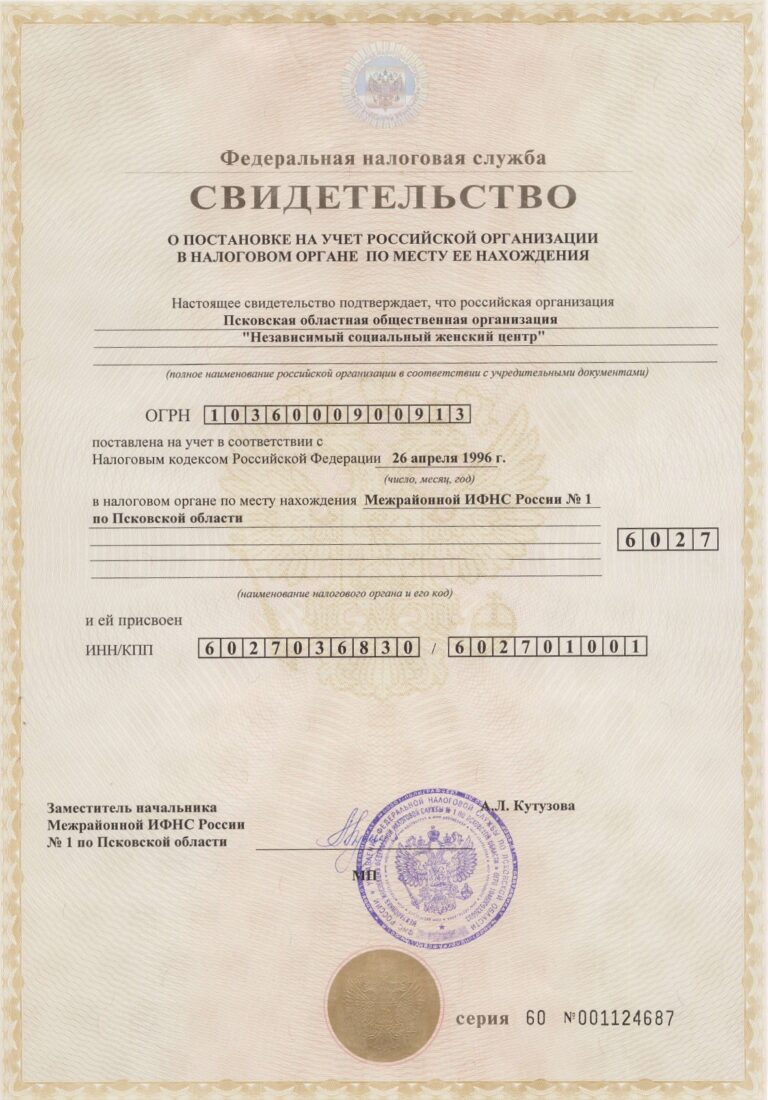 Федеральная налоговая служба
СВИДЕТЕЛЬСТВО
О ПОСТАНОВКЕ НА УЧЕТ РОССИЙСКОЙ ОРГАНИЗАЦИИ
В НАЛОГОВОМ ОРГАНЕ ПО МЕСТУ ЕЕ НАХОЖДЕНИЯ
Настоящее свидетельство подтверждает, что российская организация
Псковская областная общественная организация
"Независимый социальный женский центр"
(полное наименование российской организации в соответствии с учредительными документами)
ОГРН 1036000900913
поставлена на учет в соответствии с
Налоговым кодексом Российской Федерации 26 апреля 1996 г.
(число, месяц, год)
в налоговом органе по месту нахождения Межрайонной ИФНС России № 1
по Псковской области
6027
(наименование налогового органа и его код)
и ей присвоен
ИНН/КПП 6027036830 / 602701001
Заместитель начальника
Межрайонной ИФНС России
№ 1 по Псковской области
А.Л. Кутузова
МП
серия 60 №001124687